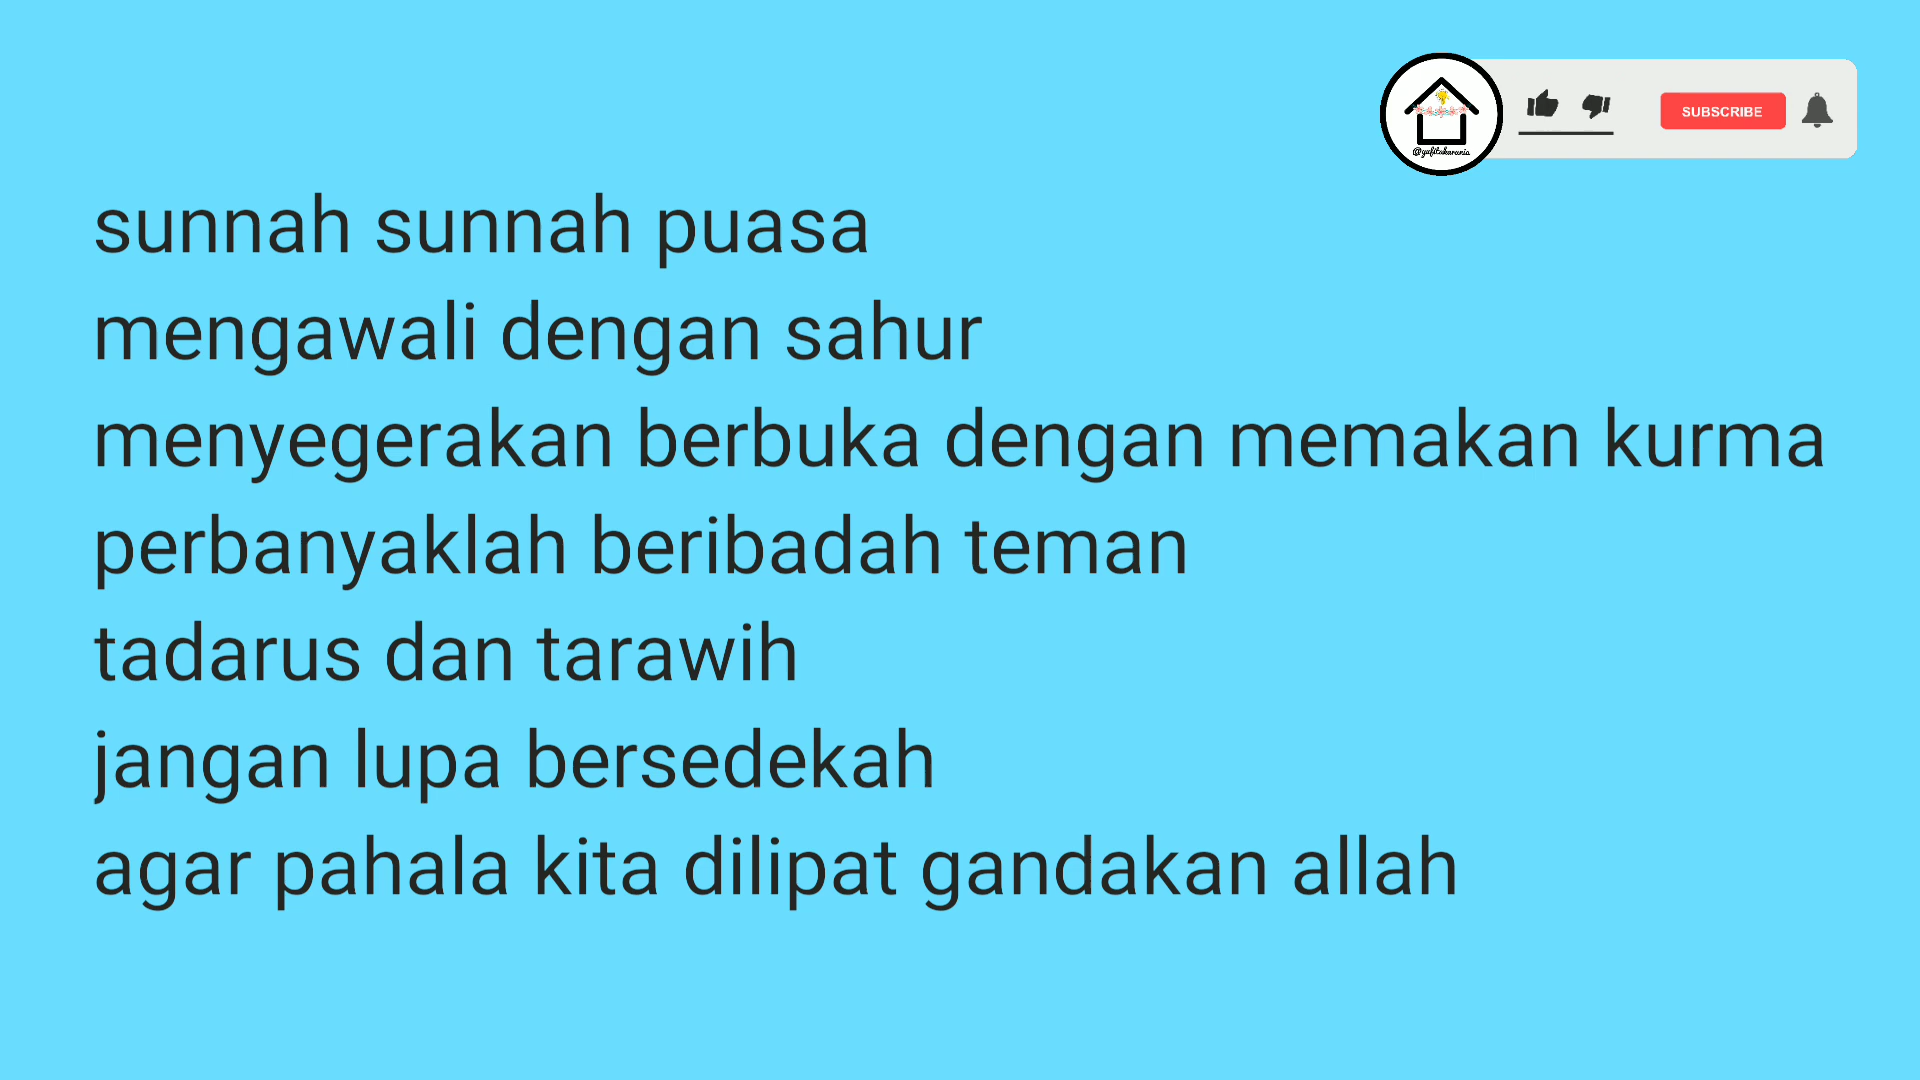 @yufitakarunia
SUBSCRIBE
sunnah sunnah puasa
mengawali dengan sahur
menyegerakan berbuka dengan memakan kurma
perbanyaklah beribadah teman
tadarus dan tarawih
jangan lupa bersedekah
agar pahala kita dilipat gandakan allah